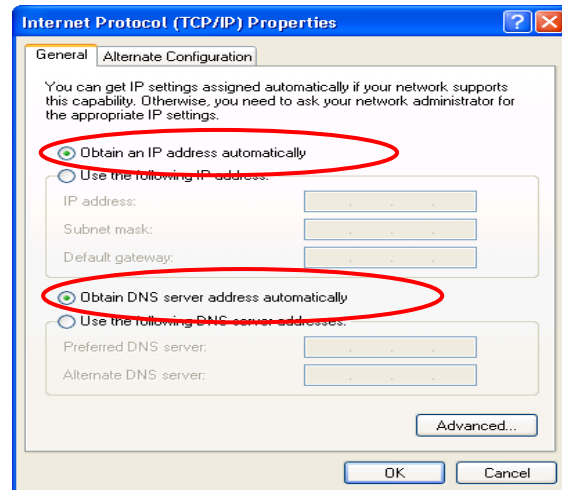 Internet Protocol (TCP/IP) Properties
General
Alternate Configuration
You can get IP settings assigned automatically if your network supports
this capability. Otherwise, you need to ask your network administrator for
the appropriate IP settings.
Obtain an IP address automatically
Use the following IP address:
IP address:
Subnet mask:
Default gateway:
Obtain DNS server address automatically
Use the following DNS server addresses:
Preferred DNS server:
Alternate DNS server:
Advanced...
OK
Cancel